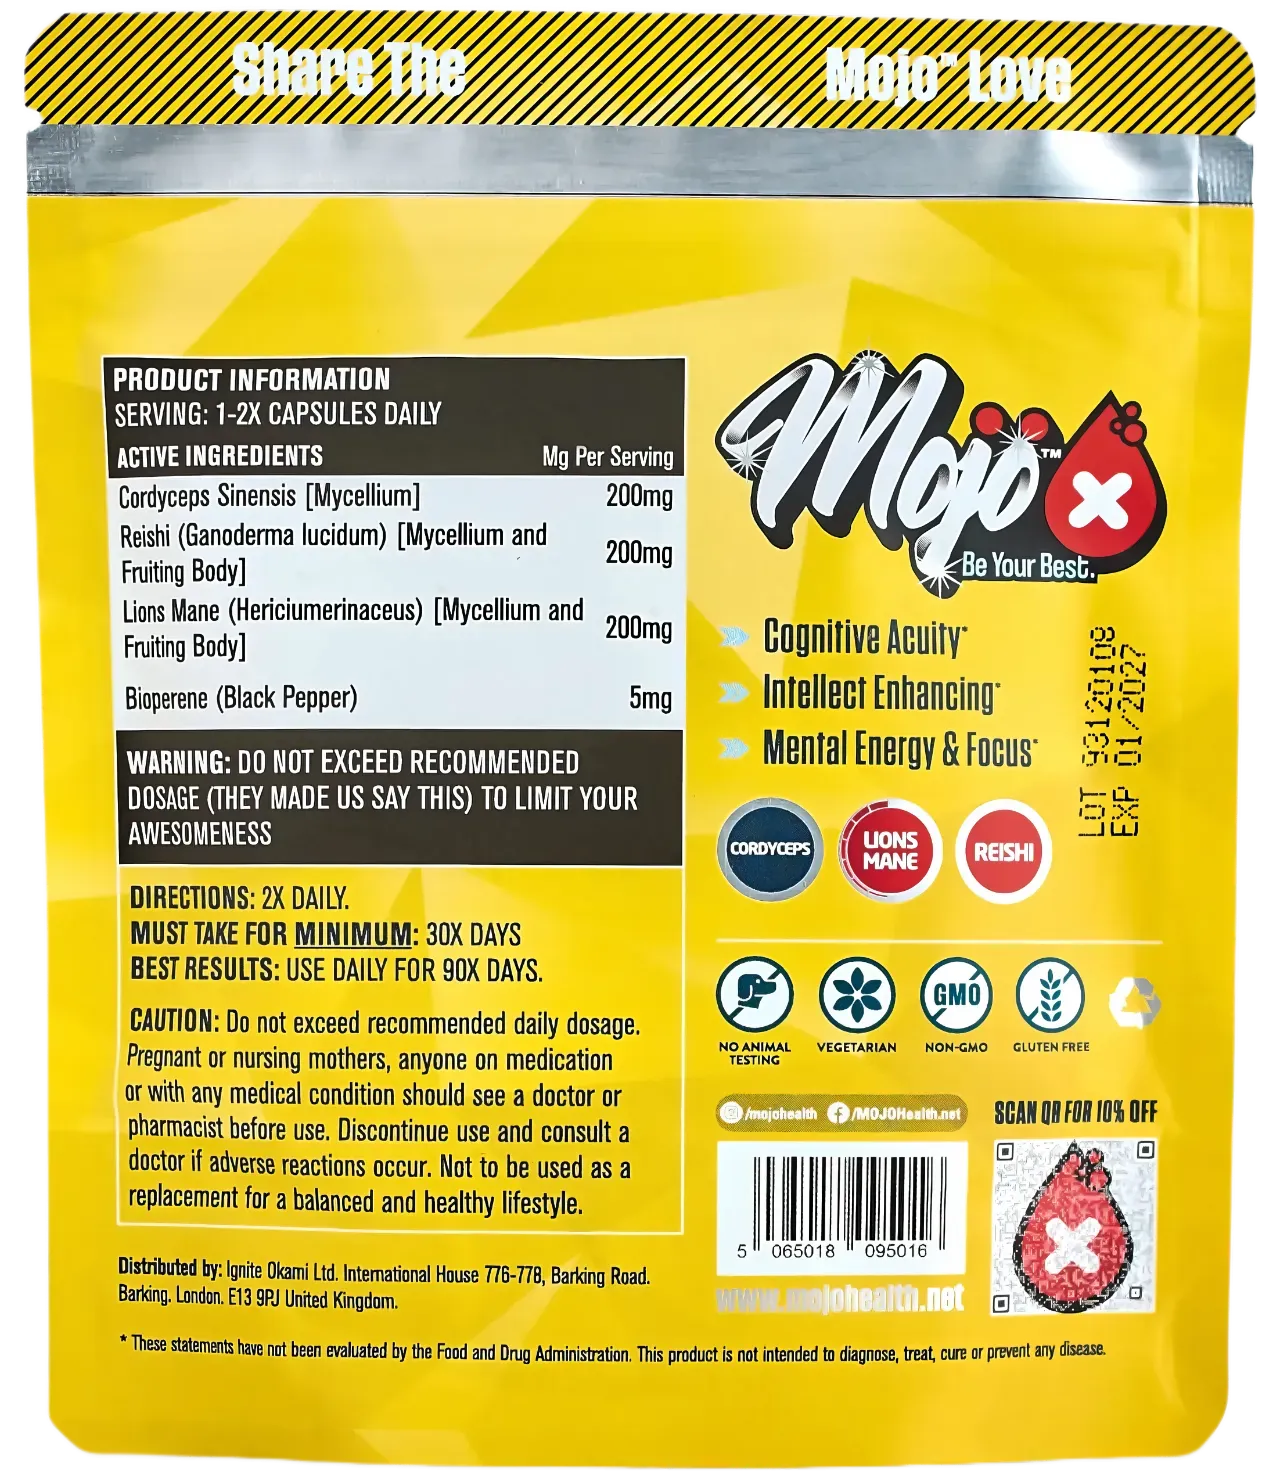 Share The Mojo™ Love
PRODUCT INFORMATION
SERVING: 1-2X CAPSULES DAILY
ACTIVE INGREDIENTS Mg Per Serving
Cordyceps Sinensis [Mycellium] 200mg
Reishi (Ganoderma lucidum) [Mycellium and
Fruiting Body] 200mg
Lions Mane (Hericiumerinaceus) [Mycellium and
Fruiting Body] 200mg
Bioperene (Black Pepper) 5mg
WARNING: DO NOT EXCEED RECOMMENDED
DOSAGE (THEY MADE US SAY THIS) TO LIMIT YOUR
AWESOMENESS
DIRECTIONS: 2X DAILY.
MUST TAKE FOR MINIMUM: 30X DAYS
BEST RESULTS: USE DAILY FOR 90X DAYS.
CAUTION: Do not exceed recommended daily dosage.
Pregnant or nursing mothers, anyone on medication
or with any medical condition should see a doctor or
pharmacist before use. Discontinue use and consult a
doctor if adverse reactions occur. Not to be used as a
replacement for a balanced and healthy lifestyle.
Distributed by: Ignite Okami Ltd. International House 776-778, Barking Road.
Barking. London. E13 9PJ United Kingdom.
Mojo™
Be Your Best.
Cognitive Acuity*
Intellect Enhancing*
Mental Energy & Focus*
LOT 93120108
EXP 01/2027
CORDYCEPS
LIONS
MANE
REISHI
NO ANIMAL
TESTING
VEGETARIAN
GMO
NON-GMO
GLUTEN FREE
/mojohealth /MOJOHealth.net
SCAN QR FOR 10% OFF
5 065018 095016
www.mojohealth.net
* These statements have not been evaluated by the Food and Drug Administration. This product is not intended to diagnose, treat, cure or prevent any disease.